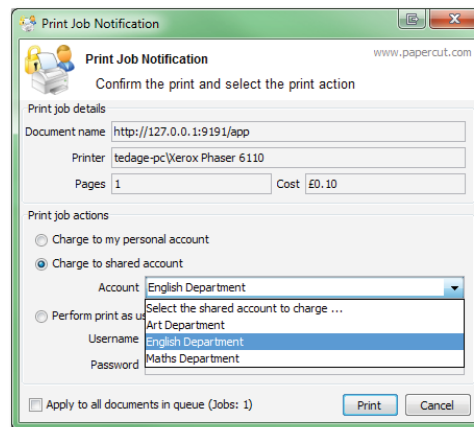 Print Job Notification
www.papercut.com
Print Job Notification
Confirm the print and select the print action
Print job details
Document name http://127.0.0.1:9191/app
Printer tedage-pc\Xerox Phaser 6110
Pages 1 Cost £0.10
Print job actions
Charge to my personal account
Charge to shared account
Account English Department
Select the shared account to charge ...
Perform print as
Art Department
English Department
Username
Maths Department
Password
Apply to all documents in queue (Jobs: 1) Print Cancel